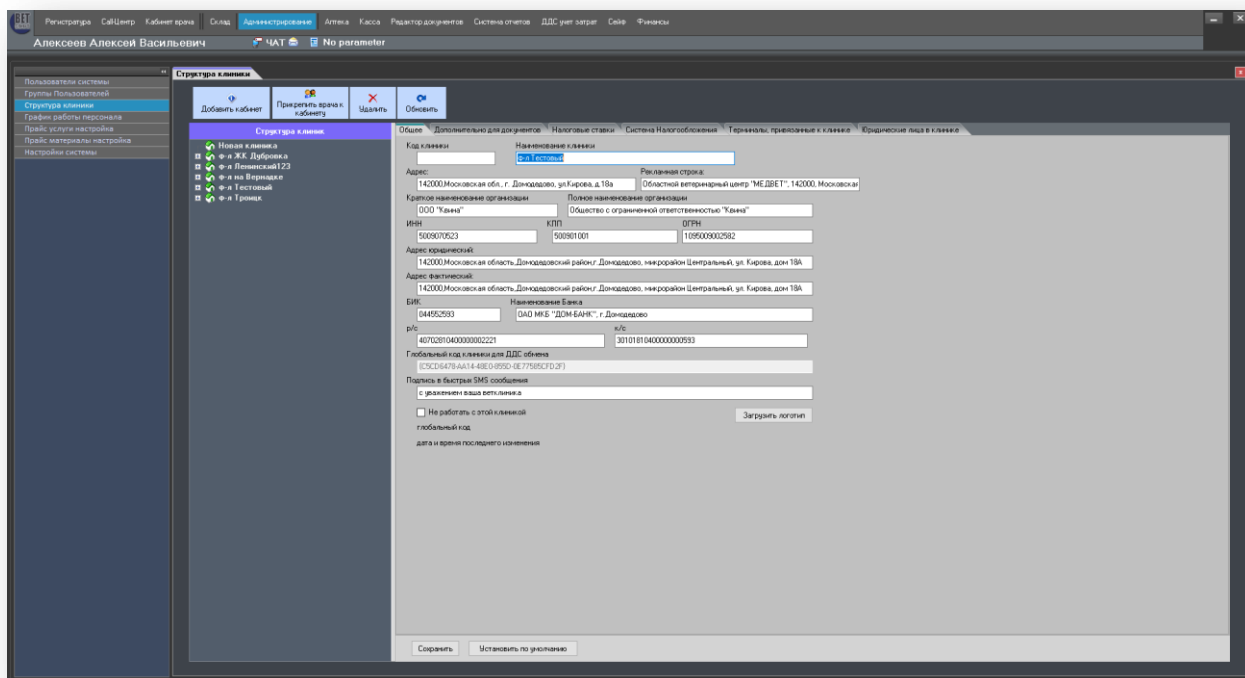 ВЕТ
Регистратура CallЦентр Кабинет врача Склад Администрирование Аптека Касса Редактор документов Система отчетов ДДС учет затрат Сейф Финансы
Алексеев Алексей Васильевич ЧАТ No parameter
Пользователи системы
Группы Пользователей
Структура клиники
График работы персонала
Прайс услуги настройка
Прайс материалы настройка
Настройки системы
Структура клиники
Добавить кабинет
Прикрепить врача к кабинету
Удалить
Обновить
Структура клиник
Новая клиника
ф-л ЖК Дубровка
ф-л Ленинский123
ф-л на Вернадке
ф-л Тестовый
ф-л Троицк
Общее Дополнительно для документов Налоговые ставки Система Налогообложения Терминалы, привязанные к клинике Юридические лица в клинике
Код клиники Наименование клиники
ф-л Тестовый
Адрес: Рекламная строка:
142000,Московская обл., г. Домодедово, ул.Кирова, д.18а Областной ветеринарный центр "МЕДВЕТ", 142000, Московская
Краткое наименование организации Полное наименование организации
ООО "Квина" Общество с ограниченной ответственностью "Квина"
ИНН КПП ОГРН
5009070523 500901001 1095009002582
Адрес юридический:
142000,Московская область,Домодедовский район,г.Домодедово, микрорайон Центральный, ул. Кирова, дом 18А
Адрес фактический:
142000,Московская область,Домодедовский район,г.Домодедово, микрорайон Центральный, ул. Кирова, дом 18А
БИК Наименование Банка
044552593 ОАО МКБ "ДОМ-БАНК", г.Домодедово
р/с к/с
40702810400000002221 30101810400000000593
Глобальный код клиники для ДДС обмена
{C5CD6478-AA14-48E0-855D-0E77585CFD2F}
Подпись в быстрых SMS сообщения
с уважением ваша ветклиника
Не работать с этой клиникой Загрузить логотип
глобальный код
дата и время последнего изменения
Сохранить Установить по умолчанию